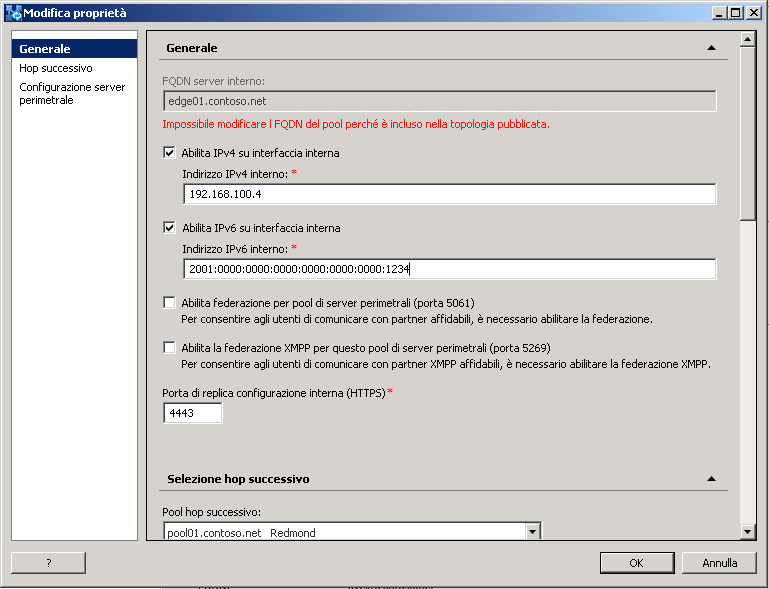 Modifica proprietà
Generale
Hop successivo
Configurazione server
perimetrale
Generale
FQDN server interno:
edge01.contoso.net
Impossibile modificare l FQDN del pool perché è incluso nella topologia pubblicata.
Abilita IPv4 su interfaccia interna
Indirizzo IPv4 interno: *
192.168.100.4
Abilita IPv6 su interfaccia interna
Indirizzo IPv6 interno: *
2001:0000:0000:0000:0000:0000:0000:1234
Abilita federazione per pool di server perimetrali (porta 5061)
Per consentire agli utenti di comunicare con partner affidabili, è necessario abilitare la federazione.
Abilita la federazione XMPP per questo pool di server perimetrali (porta 5269)
Per consentire agli utenti di comunicare con partner XMPP affidabili, è necessario abilitare la federazione XMPP.
Porta di replica configurazione interna (HTTPS) *
4443
Selezione hop successivo
Pool hop successivo:
pool01.contoso.net Redmond
?
OK
Annulla